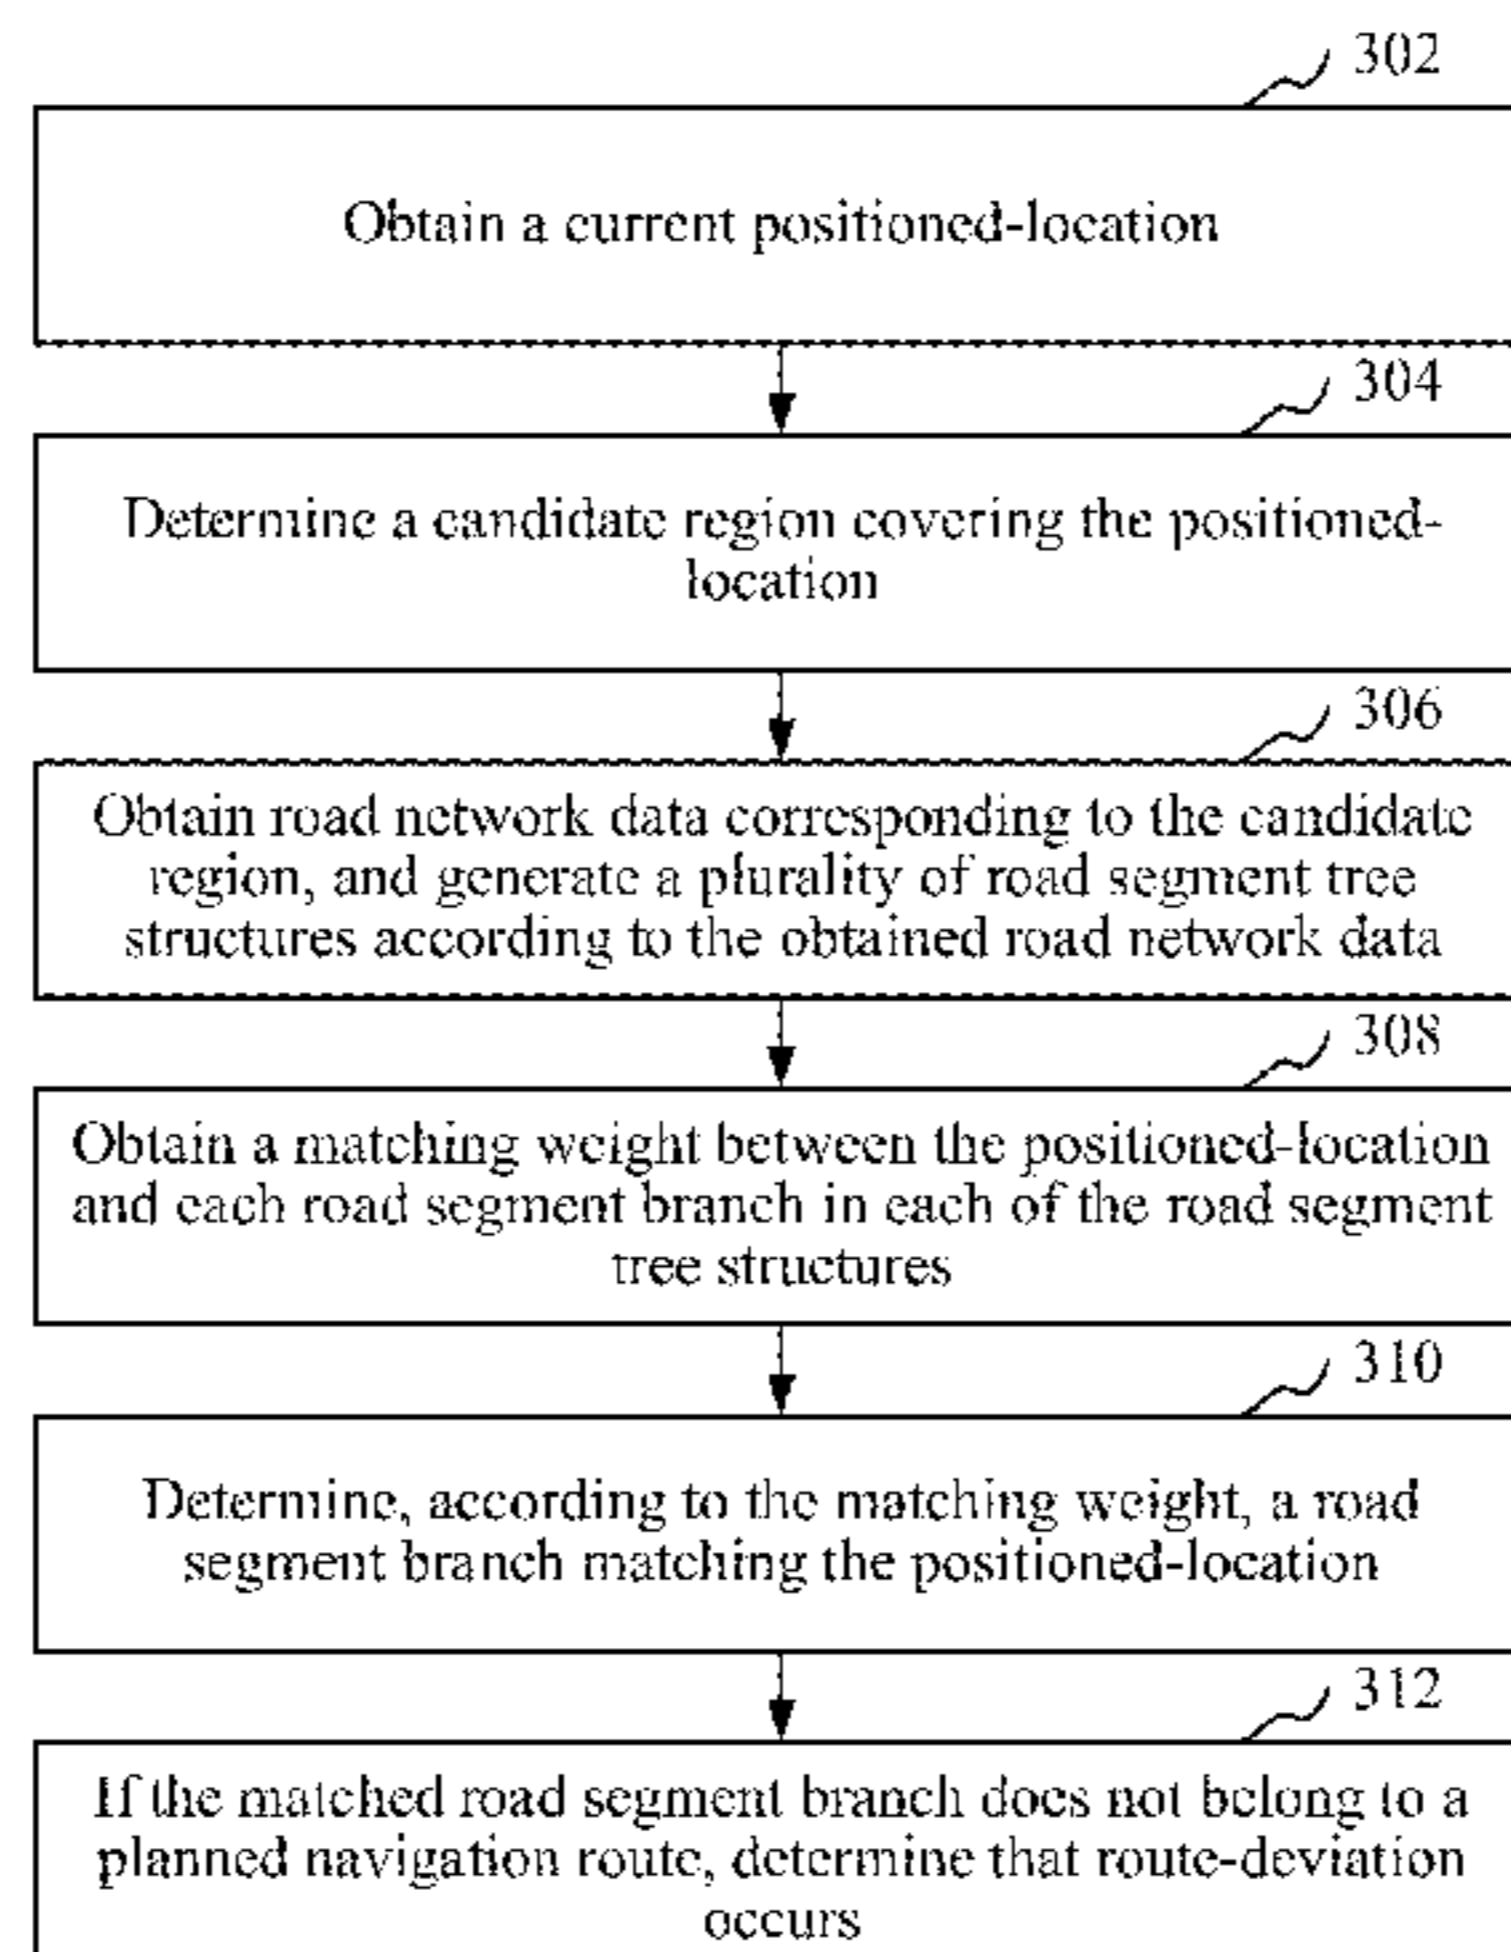 302
Obtain a current positioned-location
304
Determine a candidate region covering the positioned-
location
306
Obtain road network data corresponding to the candidate
region, and generate a plurality of road segment tree
structures according to the obtained road network data
308
Obtain a matching weight between the positioned-location
and each road segment branch in each of the road segment
tree structures
310
Determine, according to the matching weight, a road
segment branch matching the positioned-location
312
If the matched road segment branch does not belong to a
planned navigation route, determine that route-deviation
occurs